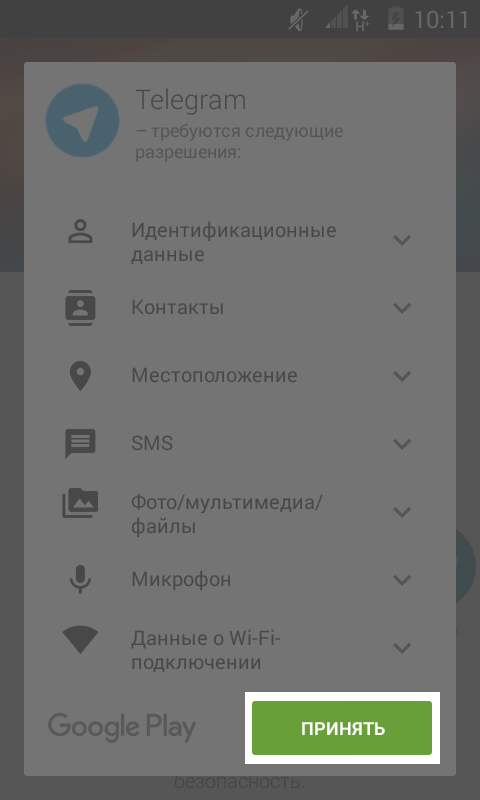 10:11
Telegram
– требуются следующие
разрешения:
Идентификационные
данные
Контакты
Местоположение
SMS
Фото/мультимедиа/
файлы
Микрофон
Данные о Wi-Fi-
подключении
Google Play
ПРИНЯТЬ
безопасность.